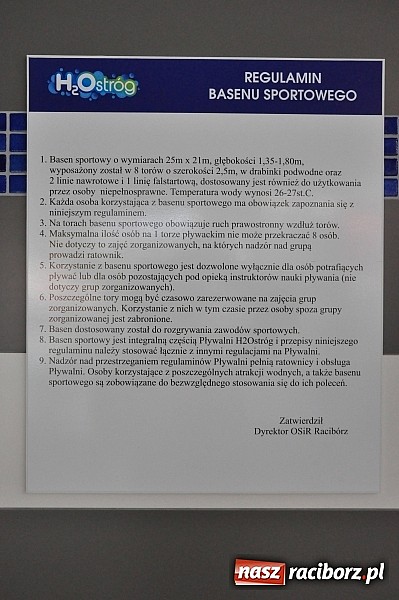 H2Ostróg
REGULAMIN
BASENU SPORTOWEGO
1. Basen sportowy o wymiarach 25m x 21m, głębokości 1,35-1,80m,
wyposażony został w 8 torów o szerokości 2,5m, w drabinki podwodne oraz
2 linie nawrotowe i 1 linię falstartową, dostosowany jest również do użytkowania
przez osoby niepełnosprawne. Temperatura wody wynosi 26-27st.C.
2. Każda osoba korzystająca z basenu sportowego ma obowiązek zapoznania się z
niniejszym regulaminem.
3. Na torach basenu sportowego obowiązuje ruch prawostronny wzdłuż torów.
4. Maksymalna ilość osób na 1 torze pływackim nie może przekraczać 8 osób.
Nie dotyczy to zajęć zorganizowanych, na których nadzór nad grupą
prowadzi ratownik.
5. Korzystanie z basenu sportowego jest dozwolone wyłącznie dla osób potrafiących
pływać lub dla osób pozostających pod opieką instruktorów nauki pływania (nie
dotyczy grup zorganizowanych).
6. Poszczególne tory mogą być czasowo zarezerwowane na zajęcia grup
zorganizowanych. Korzystanie z nich w tym czasie przez osoby spoza grupy
zorganizowanej jest zabronione.
7. Basen dostosowany został do rozgrywania zawodów sportowych.
8. Basen sportowy jest integralną częścią Pływalni H2Ostróg i przepisy niniejszego
regulaminu należy stosować łącznie z innymi regulacjami na Pływalni.
9. Nadzór nad przestrzeganiem regulaminów Pływalni pełnią ratownicy i obsługa
Pływalni. Osoby korzystające z poszczególnych atrakcji wodnych, a także basenu
sportowego są zobowiązane do bezwzględnego stosowania się do ich poleceń.
Zatwierdził
Dyrektor OSiR Racibórz
nasz raciborz.pl